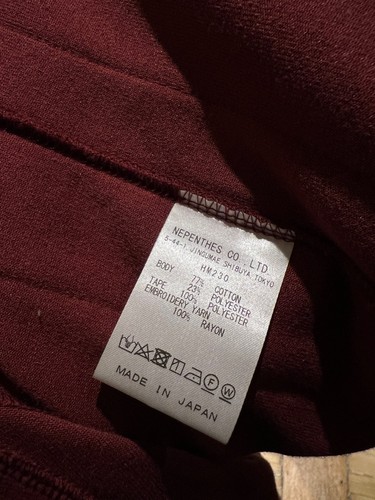 NEPENTHES CO., LTD.
5-44-1 JINGUMAE SHIBUYA-TOKYO
HM230
BODY 77% COTTON
23% POLYESTER
TAPE 100% POLYESTER
EMBROIDERY YARN
100% RAYON
F W
MADE IN JAPAN